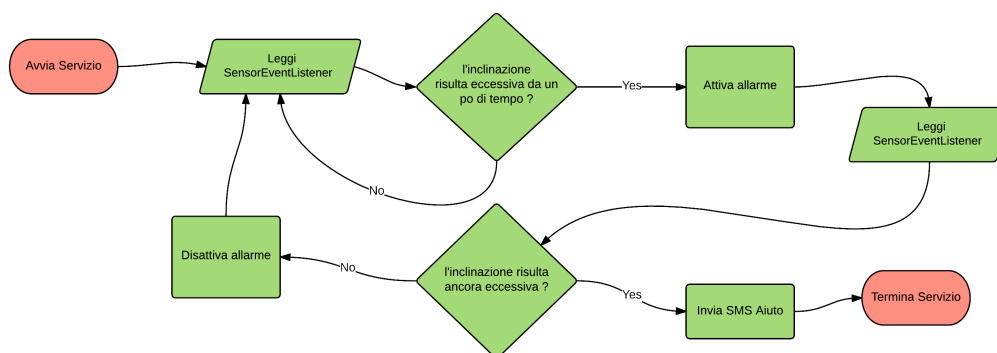 Avvia Servizio
Leggi
SensorEventListener
l'inclinazione
risulta eccessiva da un
po di tempo ?
Yes
Attiva allarme
Leggi
SensorEventListener
No
Disattiva allarme
No
l'inclinazione risulta
ancora eccessiva ?
Yes
Invia SMS Aiuto
Termina Servizio